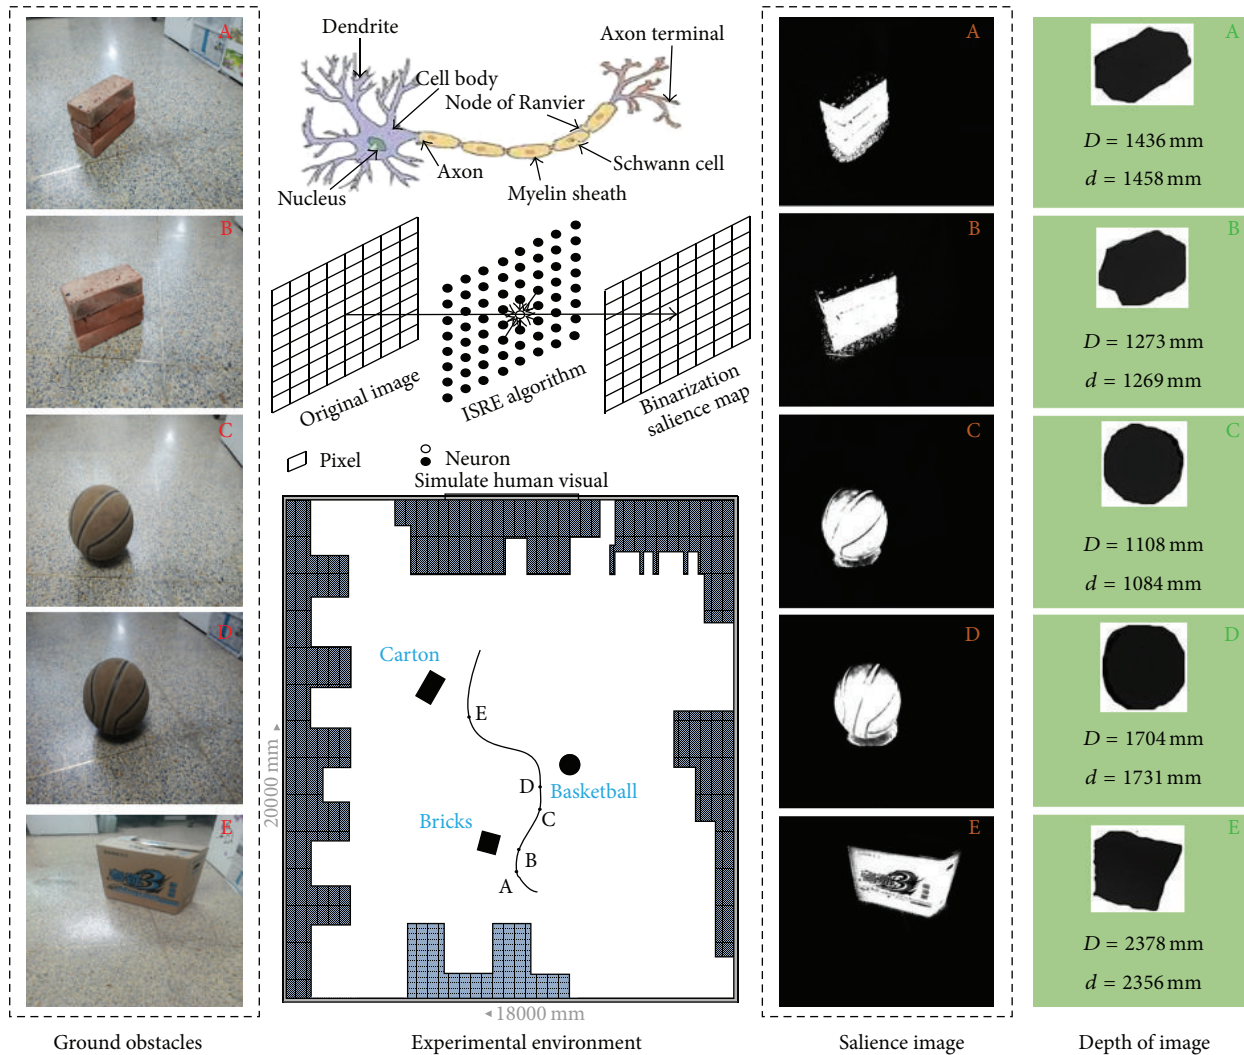 A
B
C
D
E
Ground obstacles
Dendrite
Axon terminal
Cell body
Node of Ranvier
Schwann cell
Axon
Nucleus
Myelin sheath
Original image
ISRE algorithm
Binarization
salience map
Pixel
Neuron
Simulate human visual
Carton
E
D
Basketball
C
Bricks
B
A
20000 mm
18000 mm
Experimental environment
A
B
C
D
E
Salience image
A
D = 1436 mm
d = 1458 mm
B
D = 1273 mm
d = 1269 mm
C
D = 1108 mm
d = 1084 mm
D
D = 1704 mm
d = 1731 mm
E
D = 2378 mm
d = 2356 mm
Depth of image